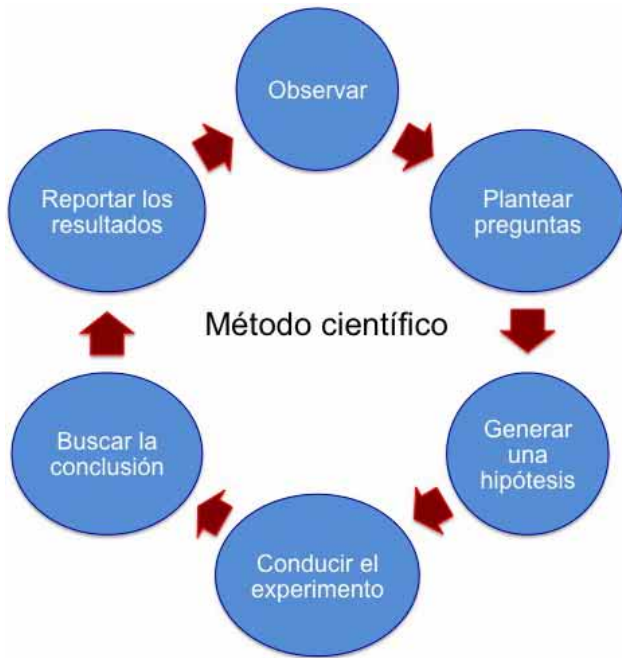 Observar
Plantear
preguntas
Generar
una
hipótesis
Conducir el
experimento
Buscar la
conclusión
Reportar los
resultados
Método científico